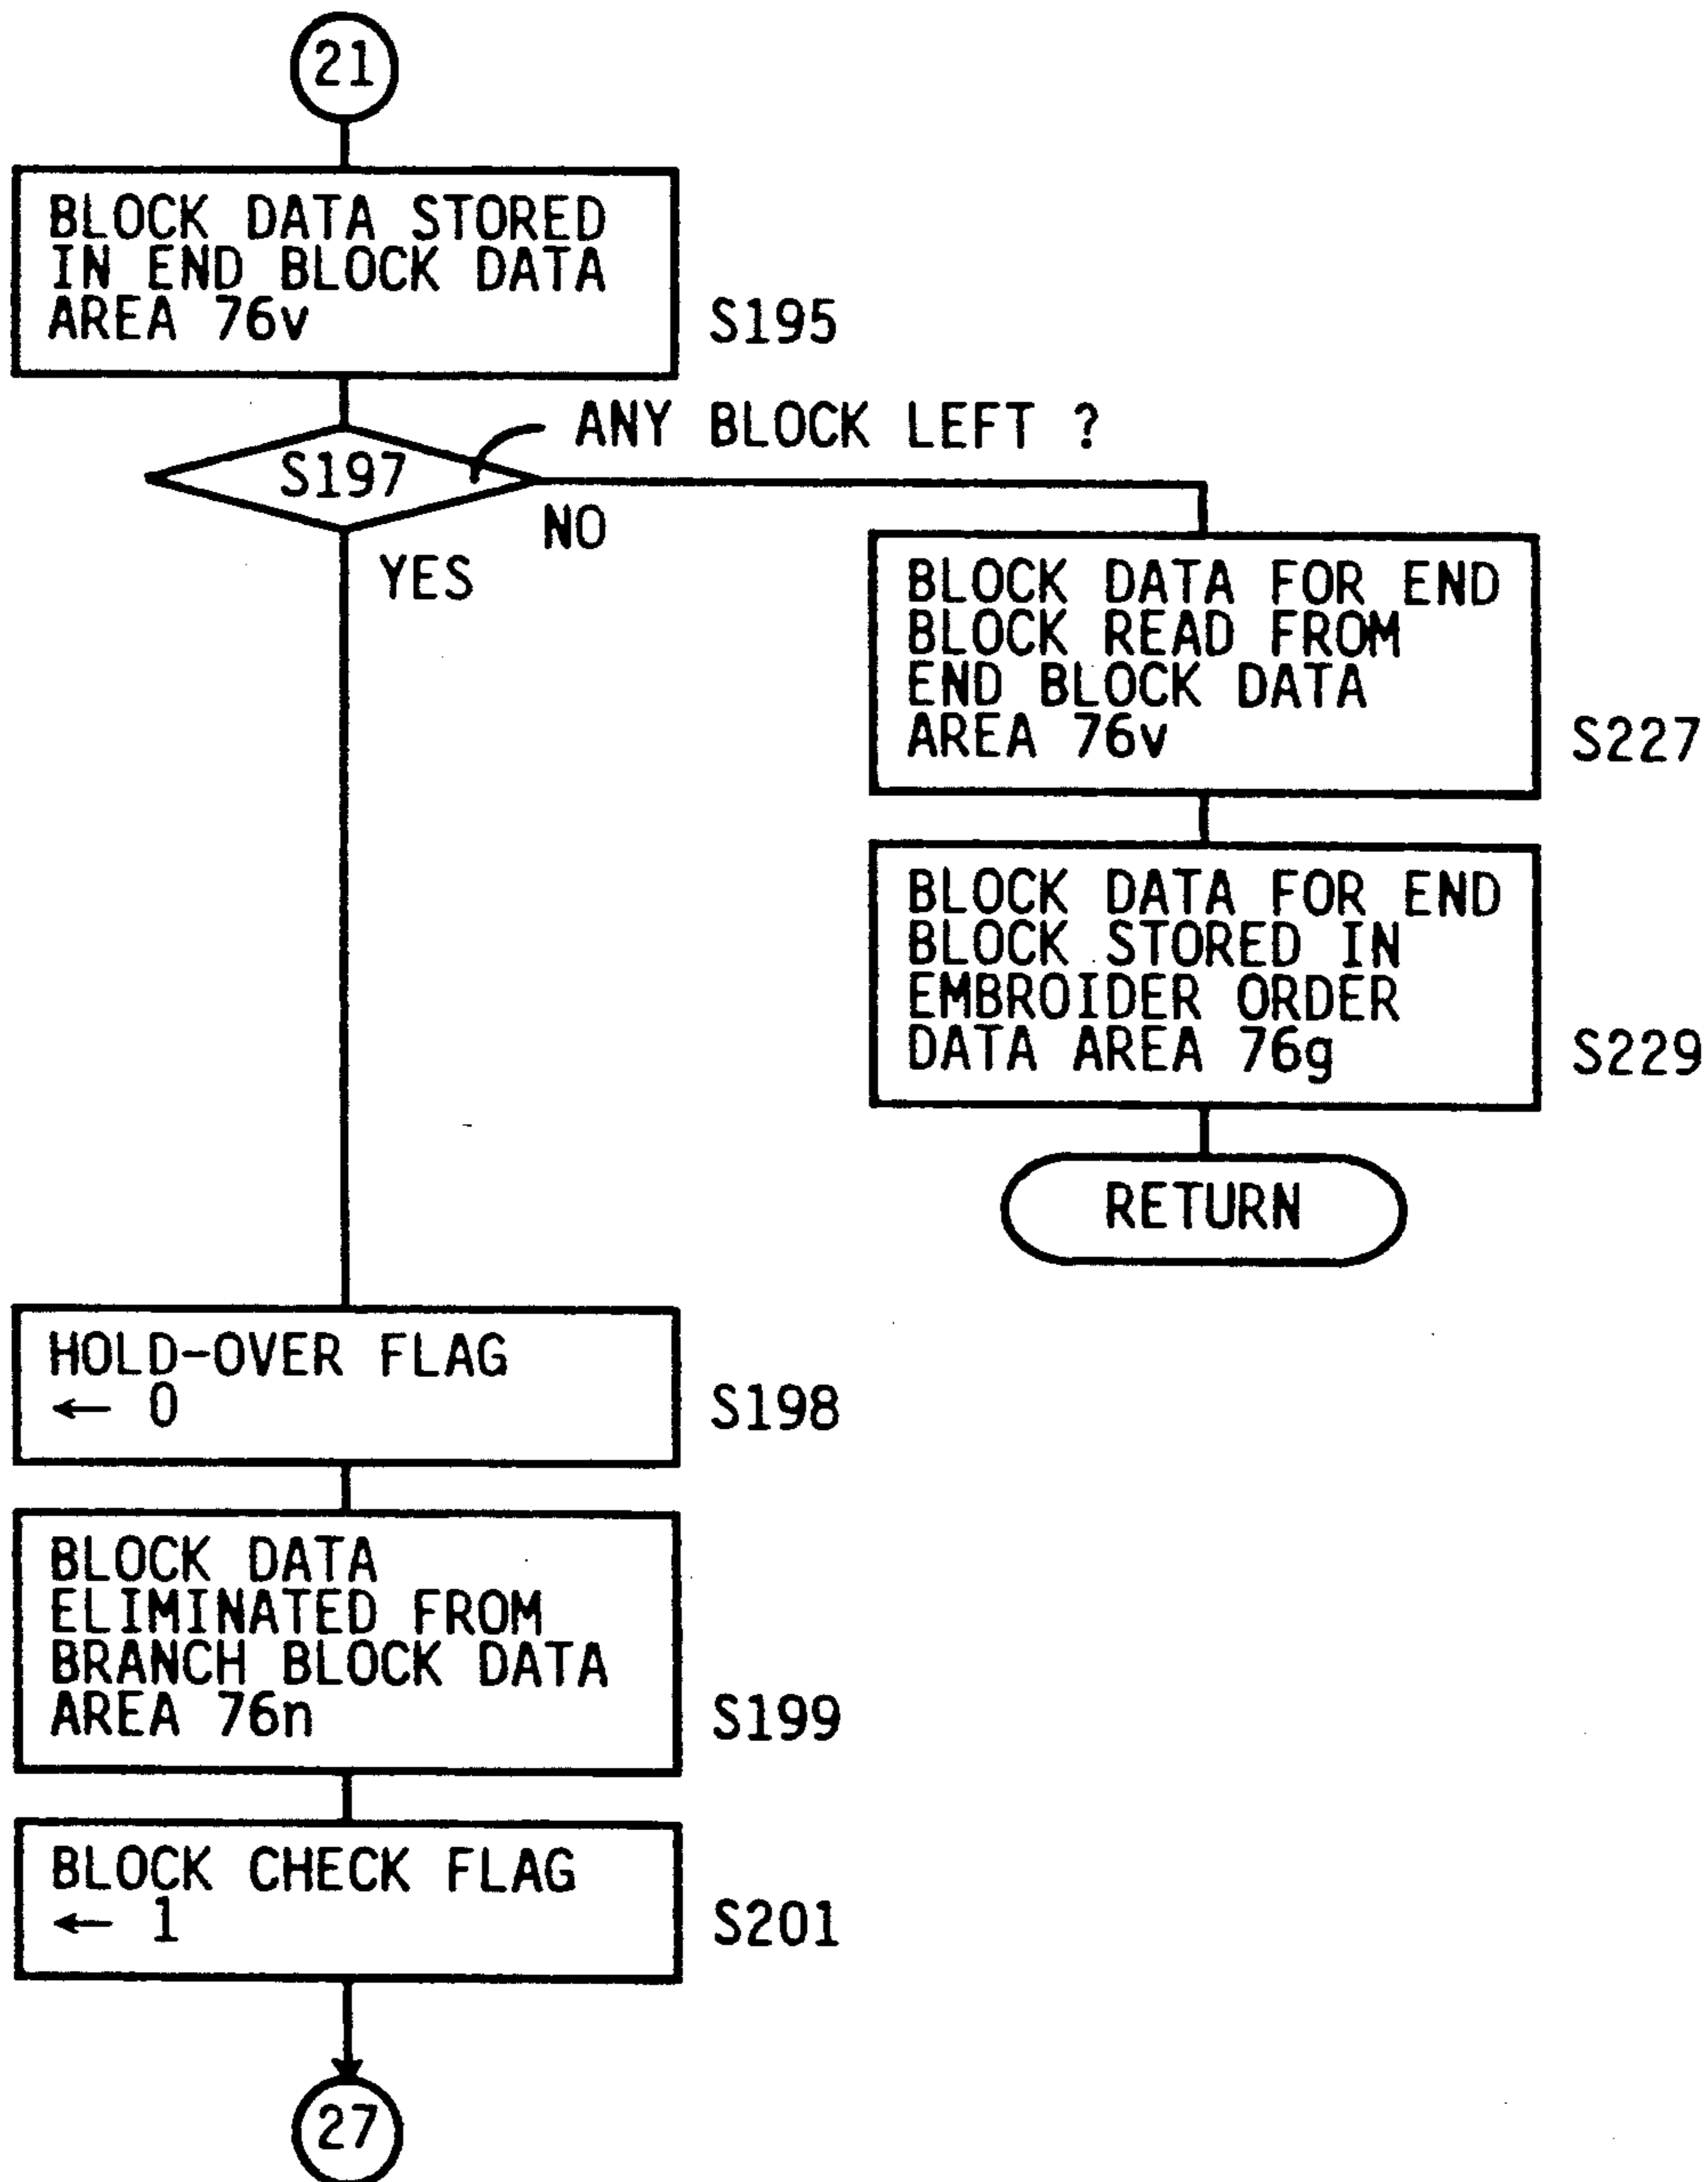 21
BLOCK DATA STORED
IN END BLOCK DATA
AREA 76v
S195
ANY BLOCK LEFT ?
S197
NO
YES
BLOCK DATA FOR END
BLOCK READ FROM
END BLOCK DATA
AREA 76v
S227
BLOCK DATA FOR END
BLOCK STORED IN
EMBROIDER ORDER
DATA AREA 76g
S229
RETURN
HOLD-OVER FLAG
← 0
S198
BLOCK DATA
ELIMINATED FROM
BRANCH BLOCK DATA
AREA 76n
S199
BLOCK CHECK FLAG
← 1
S201
27